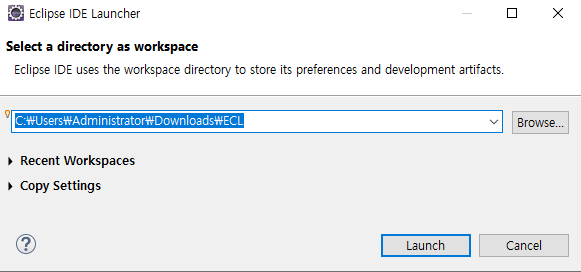 Eclipse IDE Launcher
Select a directory as workspace
Eclipse IDE uses the workspace directory to store its preferences and development artifacts.
C:₩Users₩Administrator₩Downloads₩ECL
Browse...
Recent Workspaces
Copy Settings
?
Launch
Cancel